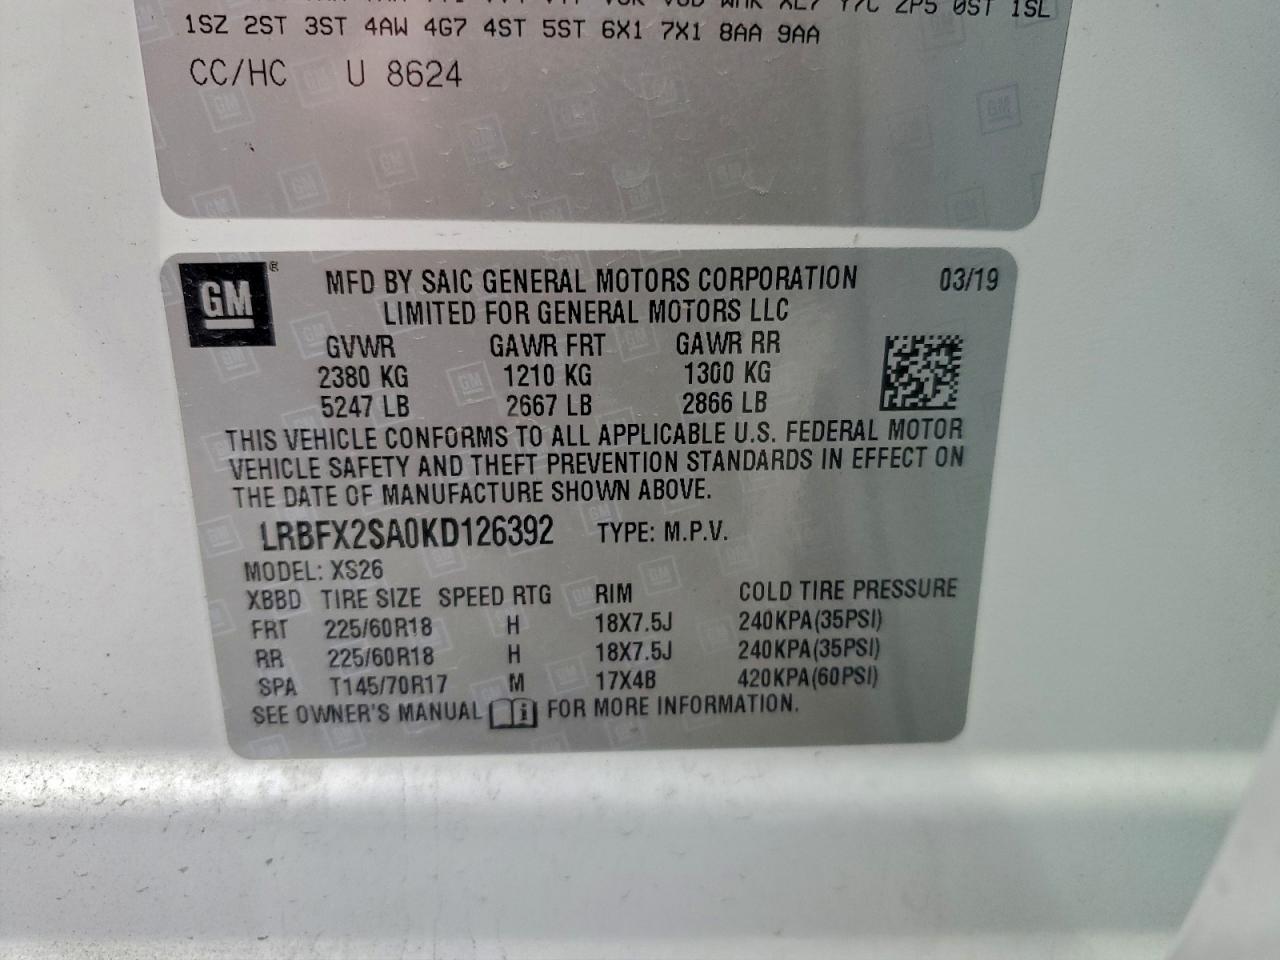 XL7 Y7C 2P5 0ST 1SL
1SZ 2ST 3ST 4AW 4G7 4ST 5ST 6X1 7X1 8AA 9AA
CC/HC U 8624
GM®
MFD BY SAIC GENERAL MOTORS CORPORATION 03/19
LIMITED FOR GENERAL MOTORS LLC
GVWR GAWR FRT GAWR RR
2380 KG 1210 KG 1300 KG
5247 LB 2667 LB 2866 LB
THIS VEHICLE CONFORMS TO ALL APPLICABLE U.S. FEDERAL MOTOR
VEHICLE SAFETY AND THEFT PREVENTION STANDARDS IN EFFECT ON
THE DATE OF MANUFACTURE SHOWN ABOVE.
LRBFX2SA0KD126392 TYPE: M.P.V.
MODEL: XS26
XBBD TIRE SIZE SPEED RTG RIM COLD TIRE PRESSURE
FRT 225/60R18 H 18X7.5J 240KPA(35PSI)
RR 225/60R18 H 18X7.5J 240KPA(35PSI)
SPA T145/70R17 M 17X4B 420KPA(60PSI)
SEE OWNER'S MANUAL i FOR MORE INFORMATION.